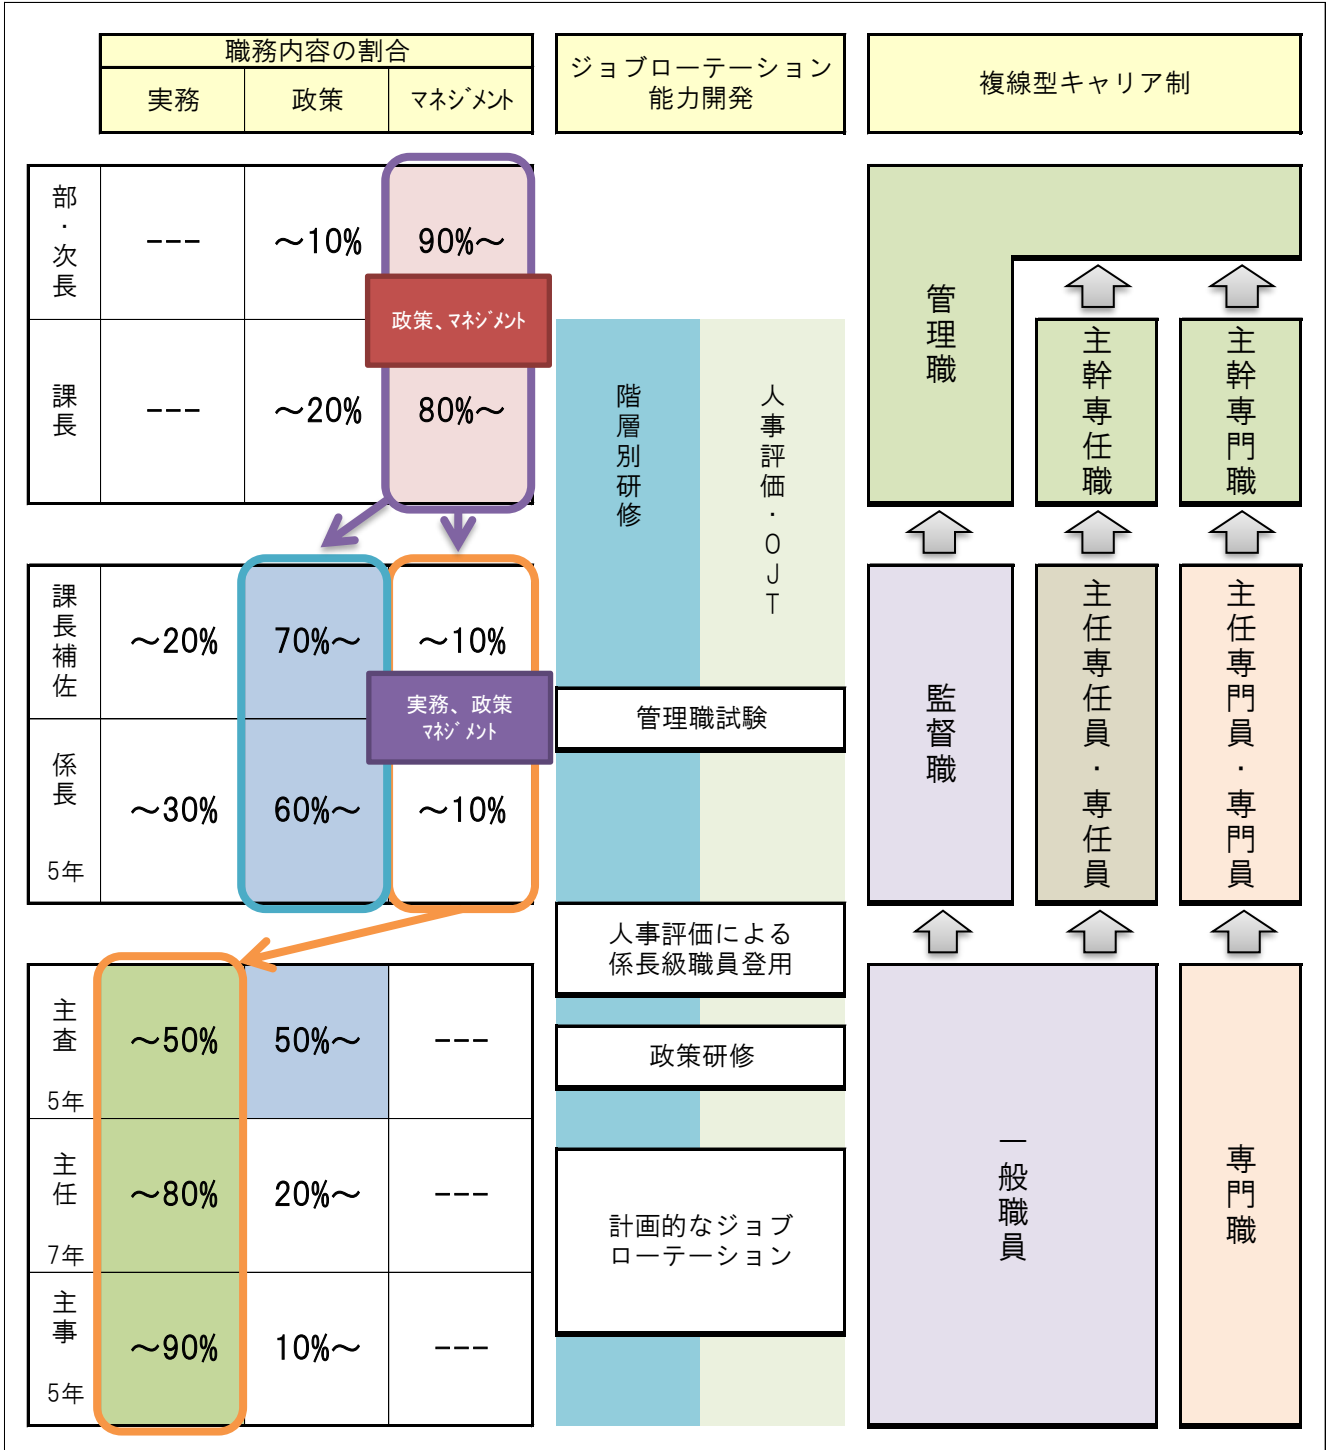 職務内容の割合
実務 政策 マネジメント
ジョブローテーション
能力開発
複線型キャリア制
部・次長
--- ～10% 90%～
政策、マネジメント
課長
--- ～20% 80%～
課長補佐
～20% 70%～ ～10%
実務、政策
マネジメント
係長
5年
～30% 60%～ ～10%
主査
5年
～50% 50%～ ---
主任
7年
～80% 20%～ ---
主事
5年
～90% 10%～ ---
階層別研修
人事評価・OJT
管理職試験
人事評価による
係長級職員登用
政策研修
計画的なジョブ
ローテーション
管理職
主幹専任職
主幹専門職
監督職
主任専任員・専任員
主任専門員・専門員
一般職員
専門職